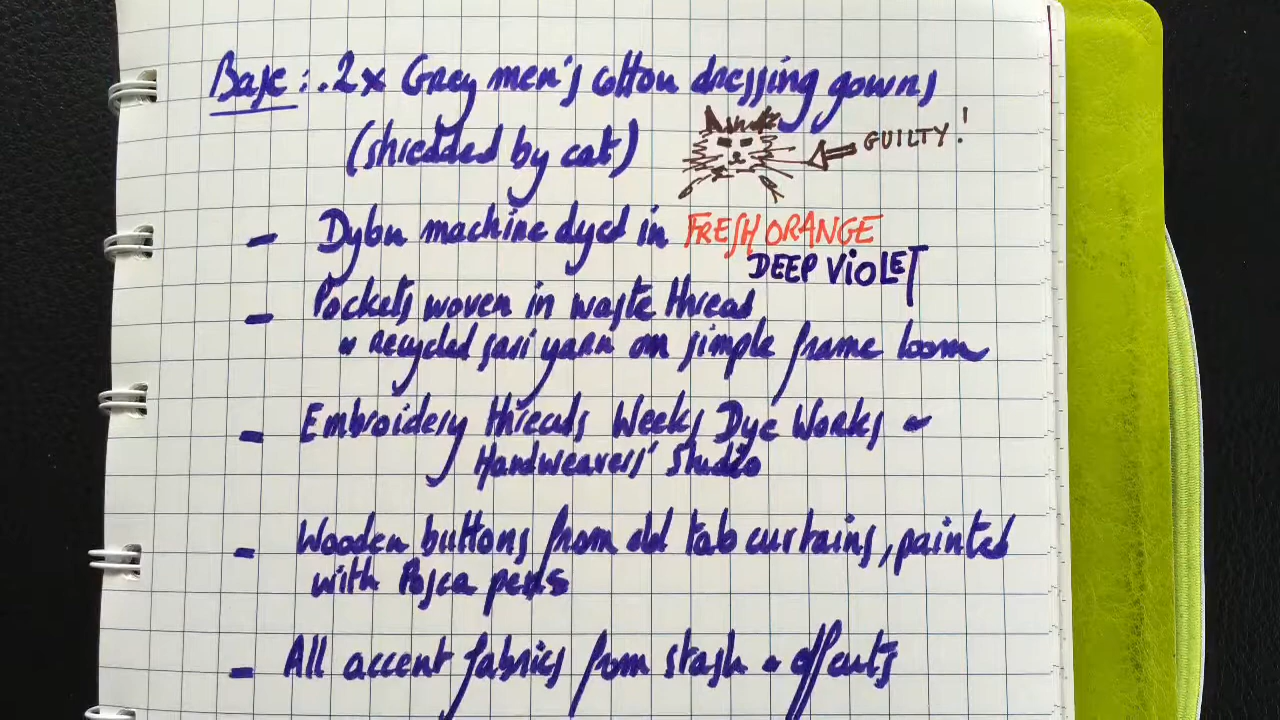 Base : . 2x Grey men's cotton dressing gowns
(shredded by cat)
GUILTY!
- Dybu machine dyed in FRESH ORANGE
DEEP VIOLET
- Pockets woven in waste thread
& recycled sari yarn on simple frame loom
- Embroidery threads Weeks Dye Works &
Handweavers' Studio
- Wooden buttons from old tab curtains, painted
with Posca pens
- All accent fabrics from stash & offcuts